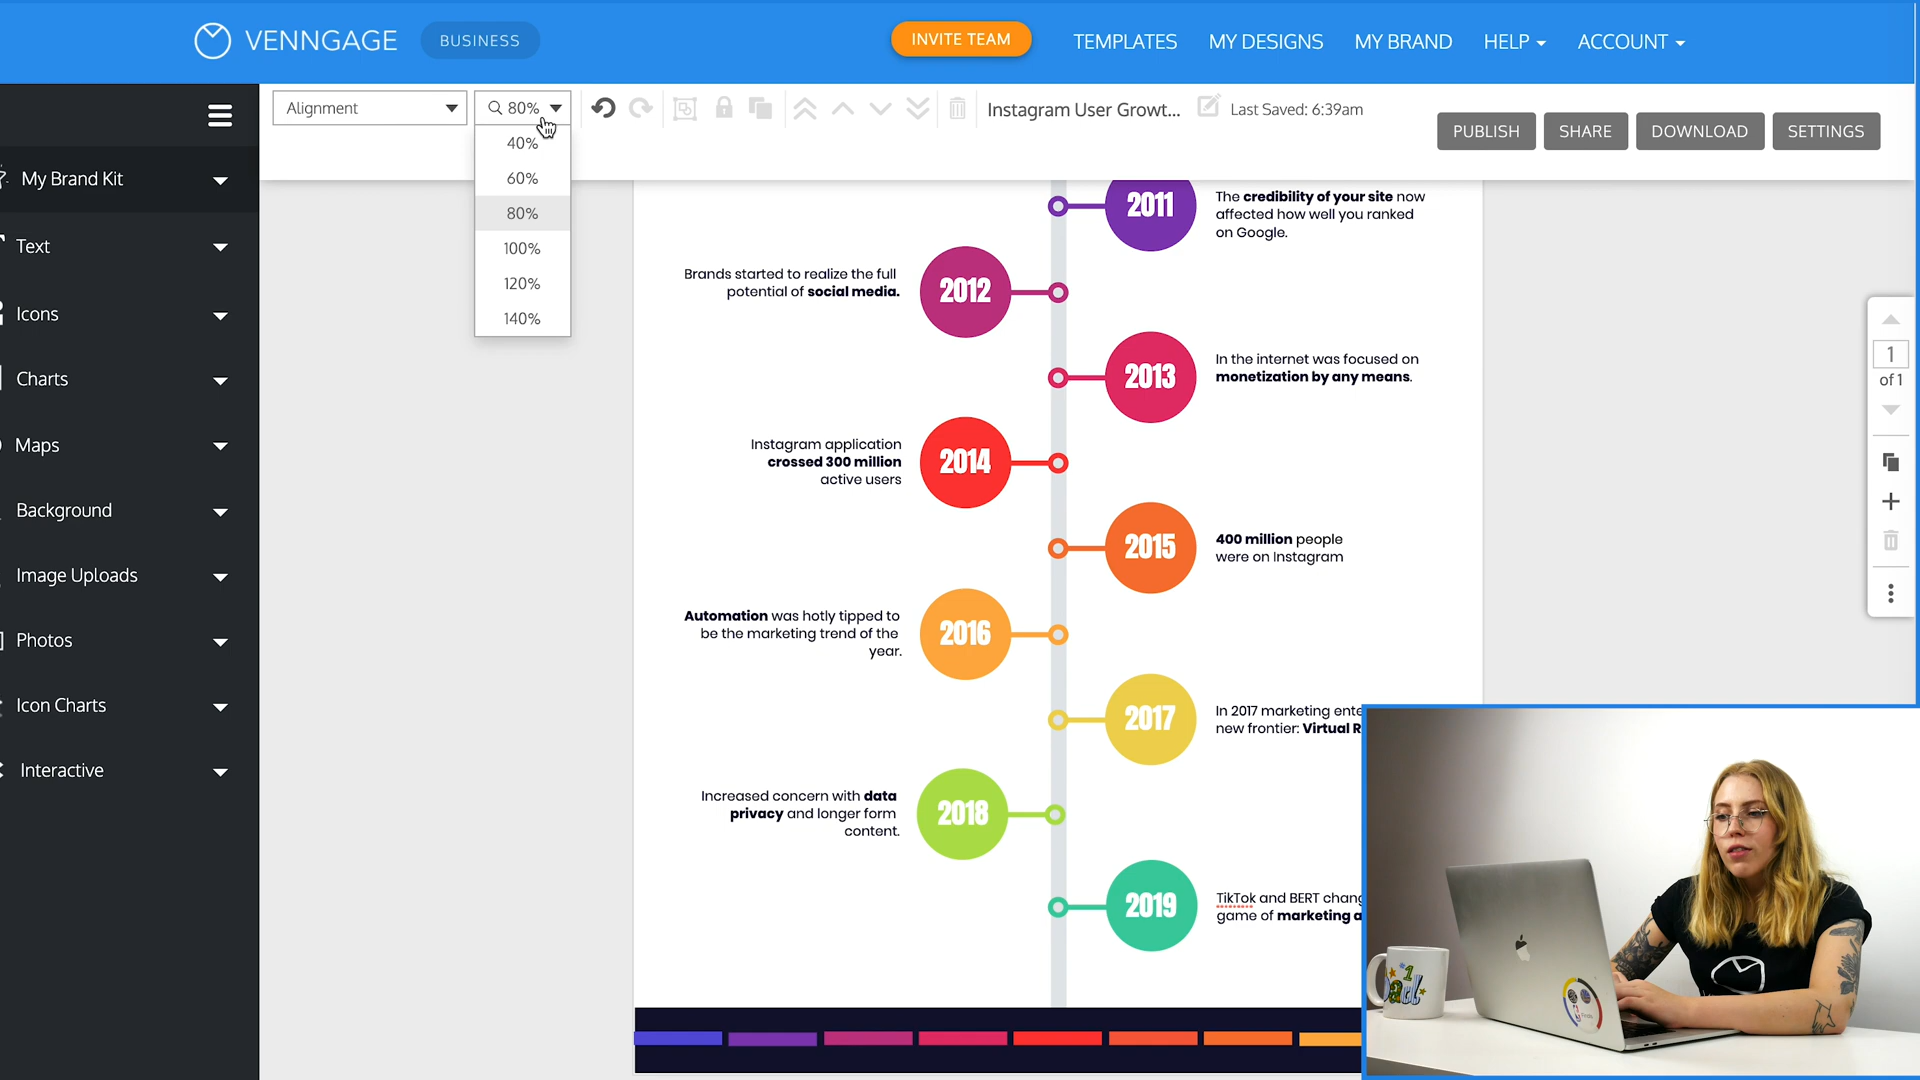 VENNGAGE
BUSINESS
INVITE TEAM
TEMPLATES
MY DESIGNS
MY BRAND
HELP
ACCOUNT
Alignment
80%
Instagram User Growt...
Last Saved: 6:39am
PUBLISH
SHARE
DOWNLOAD
SETTINGS
40%
60%
80%
100%
120%
140%
My Brand Kit
Text
Icons
Charts
Maps
Background
Image Uploads
Photos
Icon Charts
Interactive
2011
The credibility of your site now
affected how well you ranked
on Google.
Brands started to realize the full
potential of social media.
2012
2013
In the internet was focused on
monetization by any means.
Instagram application
crossed 300 million
active users
2014
2015
400 million people
were on Instagram
Automation was hotly tipped to
be the marketing trend of the
year.
2016
2017
In 2017 marketing ente
new frontier: Virtual R
Increased concern with data
privacy and longer form
content.
2018
2019
TikTok and BERT chang
game of marketing a
1
of 1